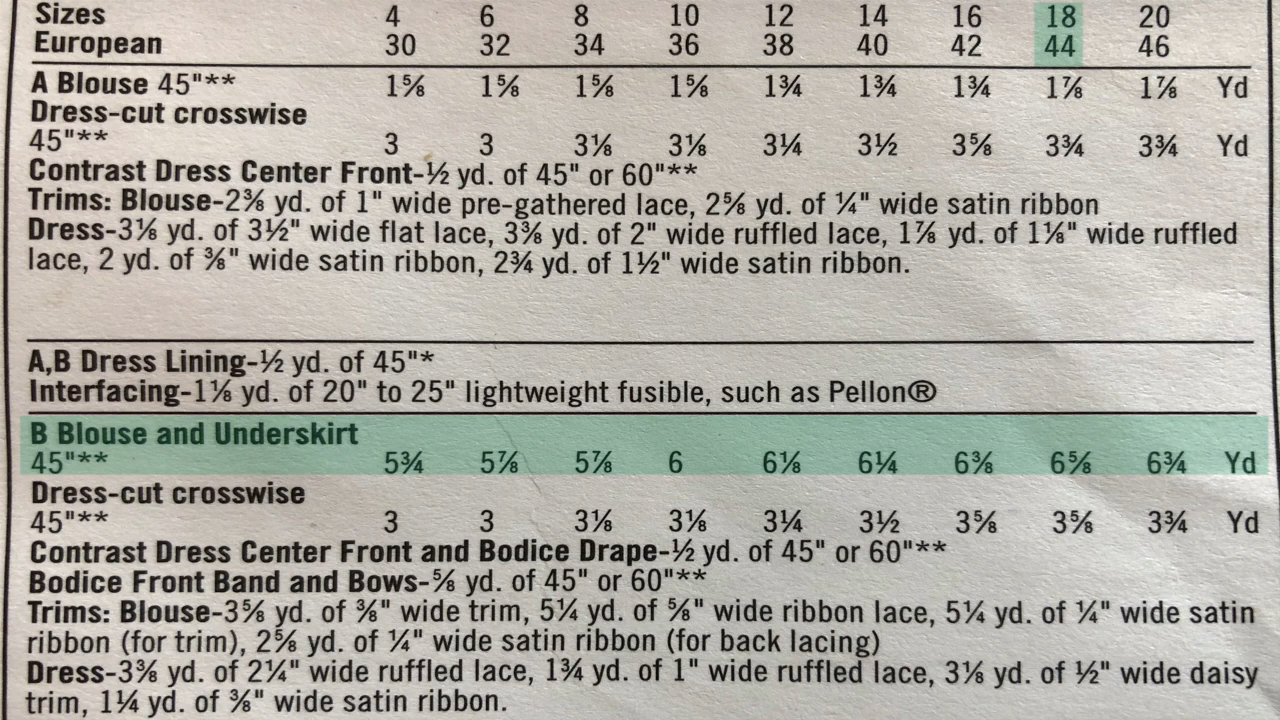 Sizes 4 6 8 10 12 14 16 18 20
European 30 32 34 36 38 40 42 44 46
A Blouse 45"** 1⅝ 1⅝ 1⅝ 1⅝ 1¾ 1¾ 1¾ 1⅞ 1⅞ Yd
Dress-cut crosswise
45"** 3 3 3⅛ 3⅛ 3¼ 3½ 3⅝ 3¾ 3¾ Yd
Contrast Dress Center Front-½ yd. of 45" or 60"**
Trims: Blouse-2⅜ yd. of 1" wide pre-gathered lace, 2⅝ yd. of ¼" wide satin ribbon
Dress-3⅛ yd. of 3½" wide flat lace, 3⅜ yd. of 2" wide ruffled lace, 1⅞ yd. of 1⅛" wide ruffled
lace, 2 yd. of ⅜" wide satin ribbon, 2¾ yd. of 1½" wide satin ribbon.
A,B Dress Lining-½ yd. of 45"*
Interfacing-1⅛ yd. of 20" to 25" lightweight fusible, such as Pellon®
B Blouse and Underskirt
45"** 5¾ 5⅞ 5⅞ 6 6⅛ 6¼ 6⅜ 6⅝ 6¾ Yd
Dress-cut crosswise
45"** 3 3 3⅛ 3⅛ 3¼ 3½ 3⅝ 3⅝ 3¾ Yd
Contrast Dress Center Front and Bodice Drape-½ yd. of 45" or 60"**
Bodice Front Band and Bows-⅝ yd. of 45" or 60"**
Trims: Blouse-3⅝ yd. of ⅜" wide trim, 5¼ yd. of ⅝" wide ribbon lace, 5¼ yd. of ¼" wide satin
ribbon (for trim), 2⅝ yd. of ¼" wide satin ribbon (for back lacing)
Dress-3⅜ yd. of 2¼" wide ruffled lace, 1¾ yd. of 1" wide ruffled lace, 3⅛ yd. of ½" wide daisy
trim, 1¼ yd. of ⅜" wide satin ribbon.